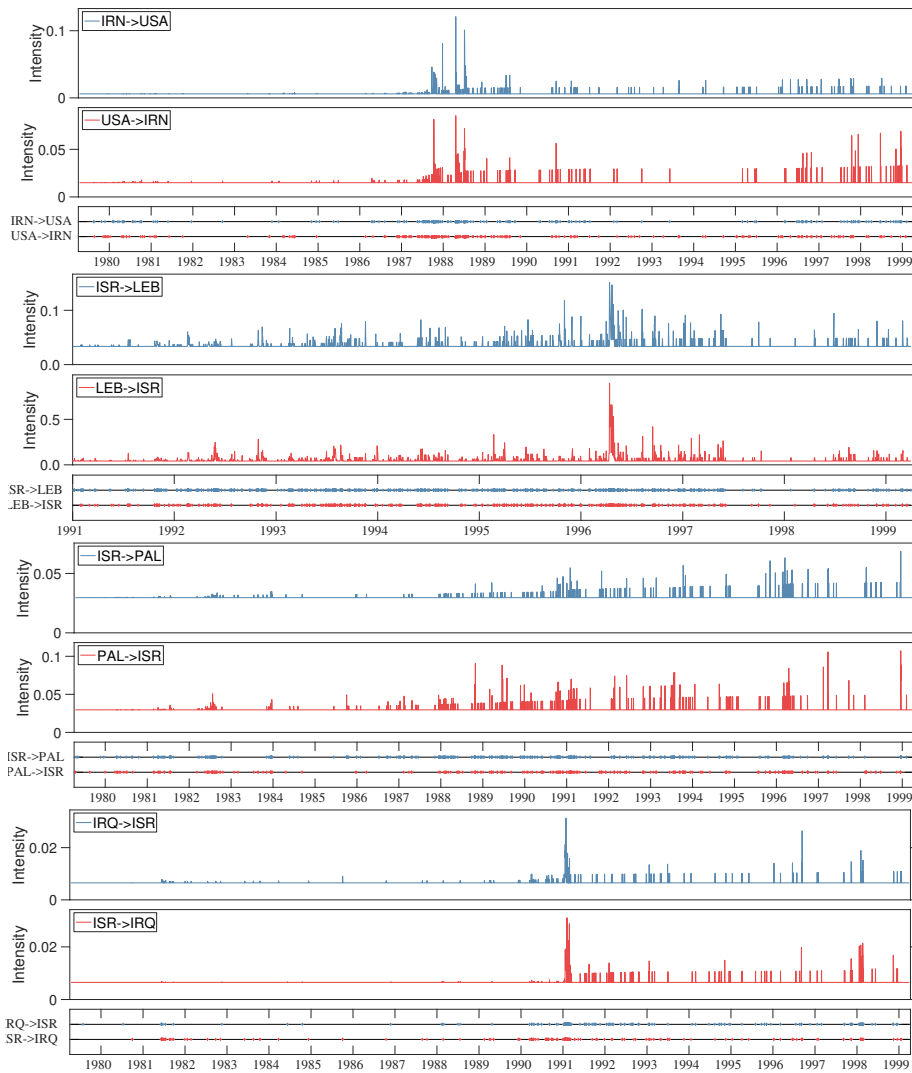 IRN->USA
Intensity
0.1
0
USA->IRN
Intensity
0.05
0
IRN->USA
USA->IRN
1980 1981 1982 1983 1984 1985 1986 1987 1988 1989 1990 1991 1992 1993 1994 1995 1996 1997 1998 1999
ISR->LEB
Intensity
0.1
0.0
LEB->ISR
Intensity
0.5
0.0
SR->LEB
LEB->ISR
1991 1992 1993 1994 1995 1996 1997 1998 1999
ISR->PAL
Intensity
0.05
0
PAL->ISR
Intensity
0.1
0.05
0
ISR->PAL
PAL->ISR
1980 1981 1982 1983 1984 1985 1986 1987 1988 1989 1990 1991 1992 1993 1994 1995 1996 1997 1998 1999
IRQ->ISR
Intensity
0.02
0
ISR->IRQ
Intensity
0.02
0
RQ->ISR
SR->IRQ
1980 1981 1982 1983 1984 1985 1986 1987 1988 1989 1990 1991 1992 1993 1994 1995 1996 1997 1998 1999